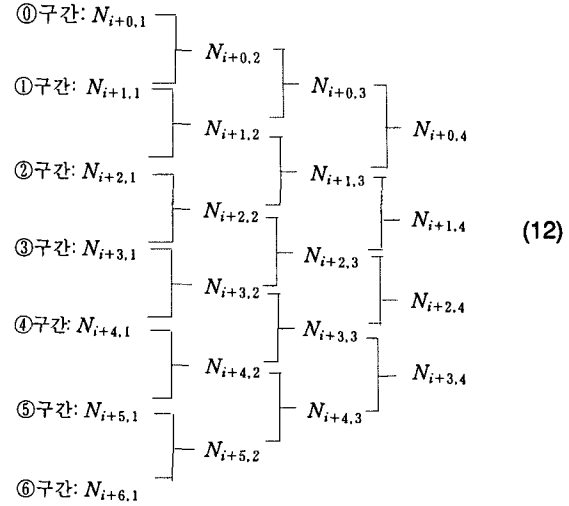 ⓪구간: N_{i+0,1}
N_{i+0,2}
①구간: N_{i+1,1}
N_{i+0,3}
N_{i+1,2}
N_{i+0,4}
②구간: N_{i+2,1}
N_{i+1,3}
N_{i+2,2}
N_{i+1,4}
(12)
③구간: N_{i+3,1}
N_{i+2,3}
N_{i+3,2}
N_{i+2,4}
④구간: N_{i+4,1}
N_{i+3,3}
N_{i+4,2}
N_{i+3,4}
⑤구간: N_{i+5,1}
N_{i+4,3}
N_{i+5,2}
⑥구간: N_{i+6,1}